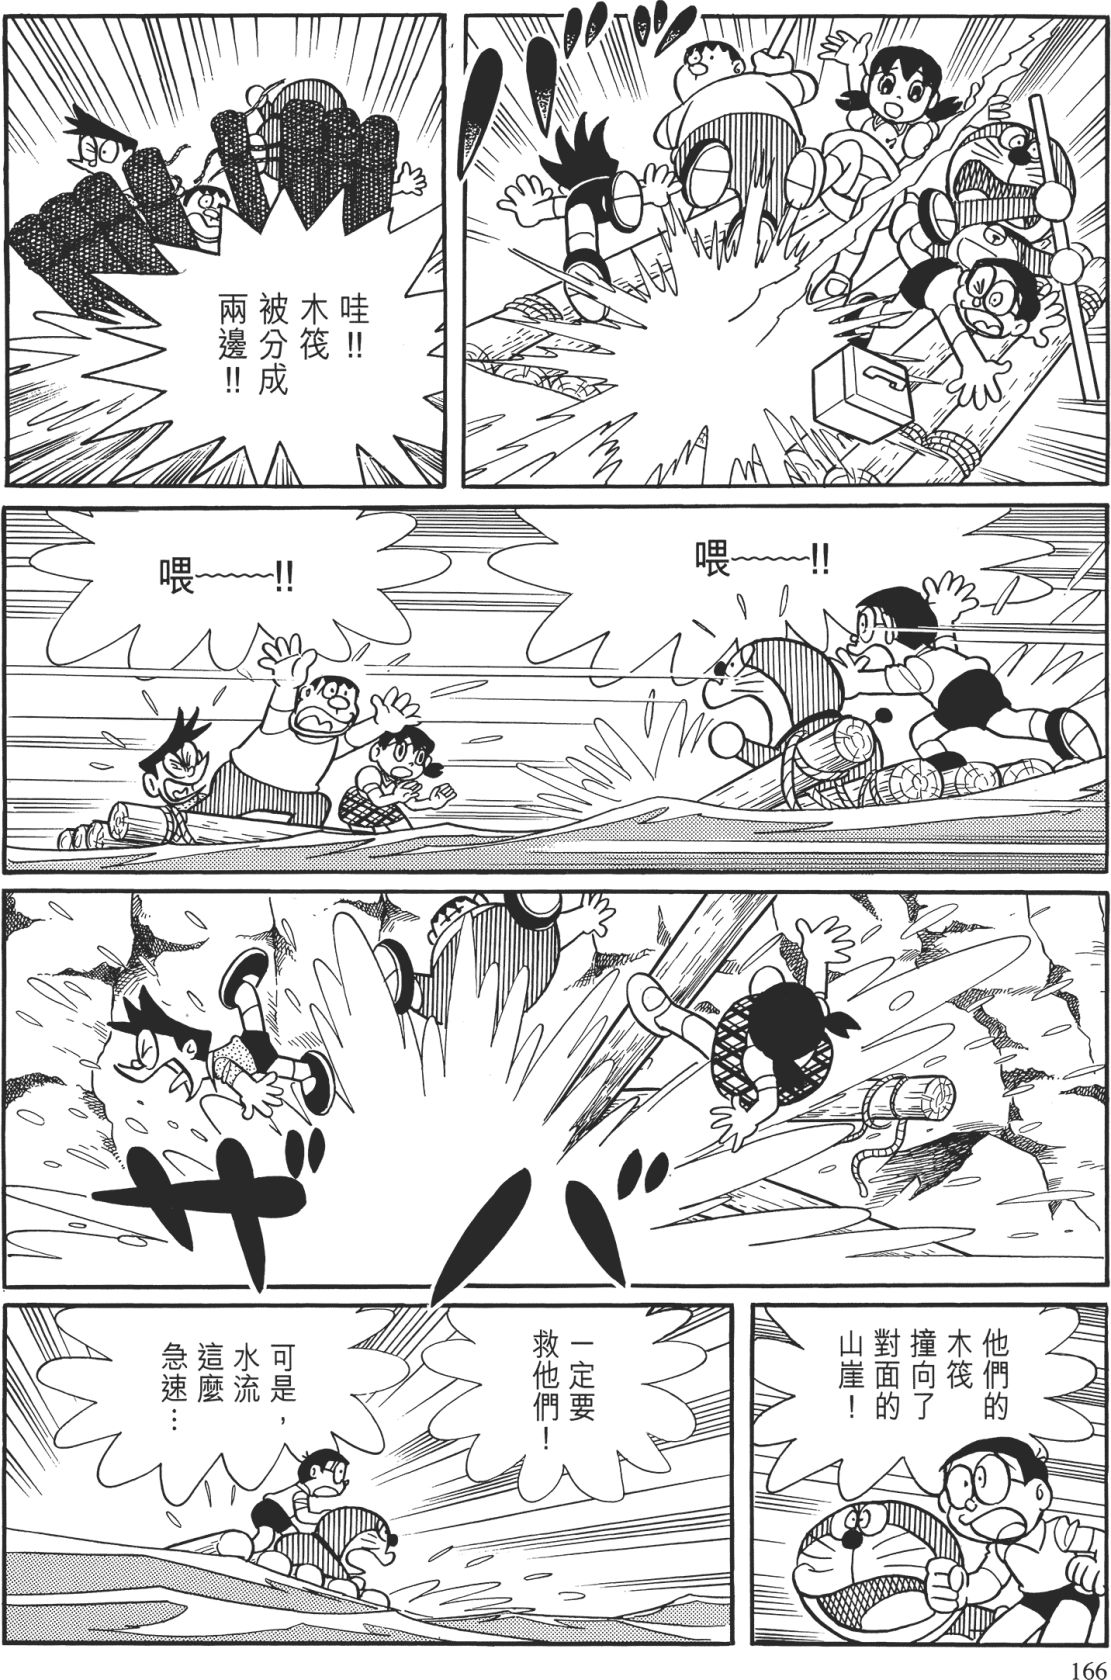 哇!!
木筏
被分成
兩邊!!
喂~~~!!
喂~~~!!
ザバ
他們的
木筏
撞向了
對面的
山崖！
一定要
救他們！
可是，
水流
這麼
急速…
166